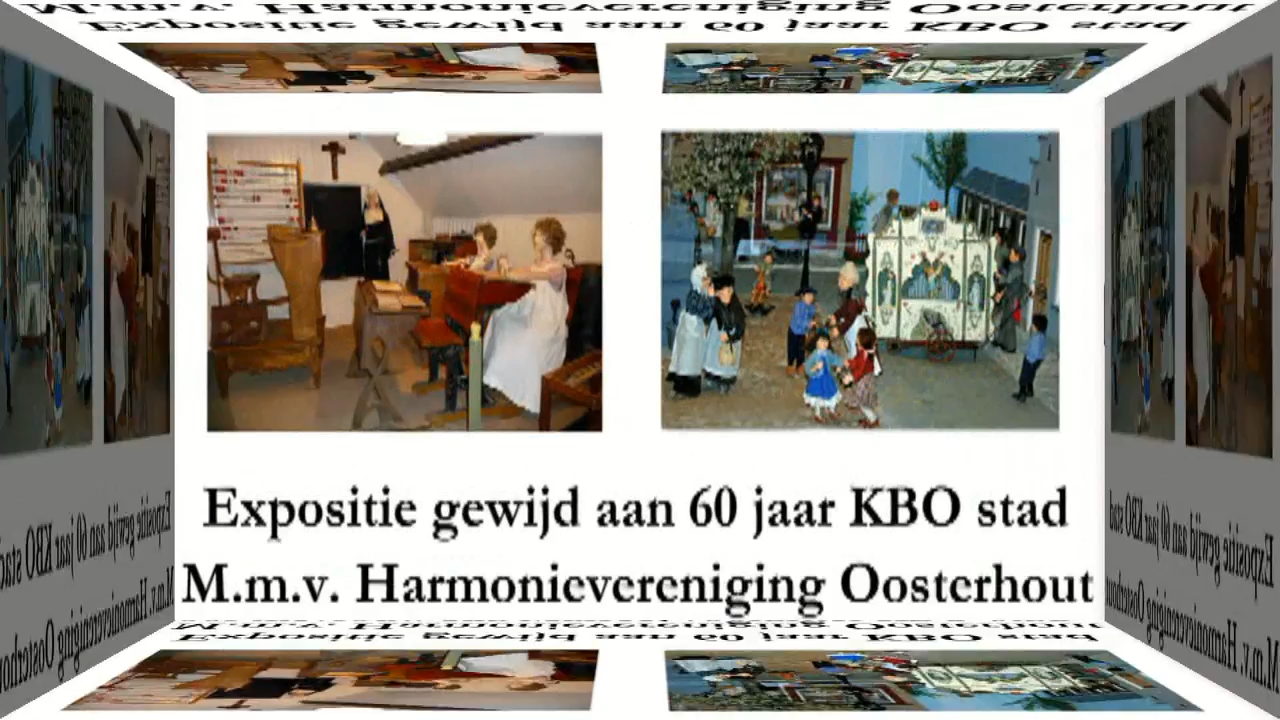 Expositie gewijd aan 60 jaar KBO stad
M.m.v. Harmonievereniging Oosterhout